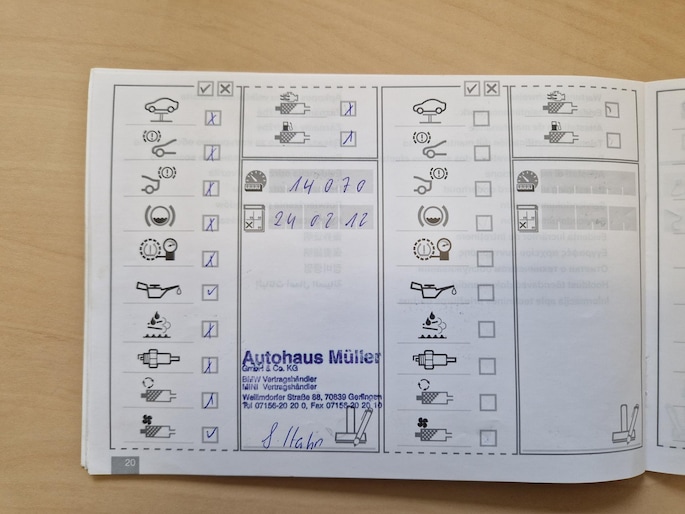 14070
24 02 12
Autohaus Müller
GmbH & Co. KG
BMW Vertragshändler
MINI Vertragshändler
Weilimdorfer Straße 88, 70839 Gerlingen
Tel 07156-20 20 0, Fax 07156-20 20 10
20